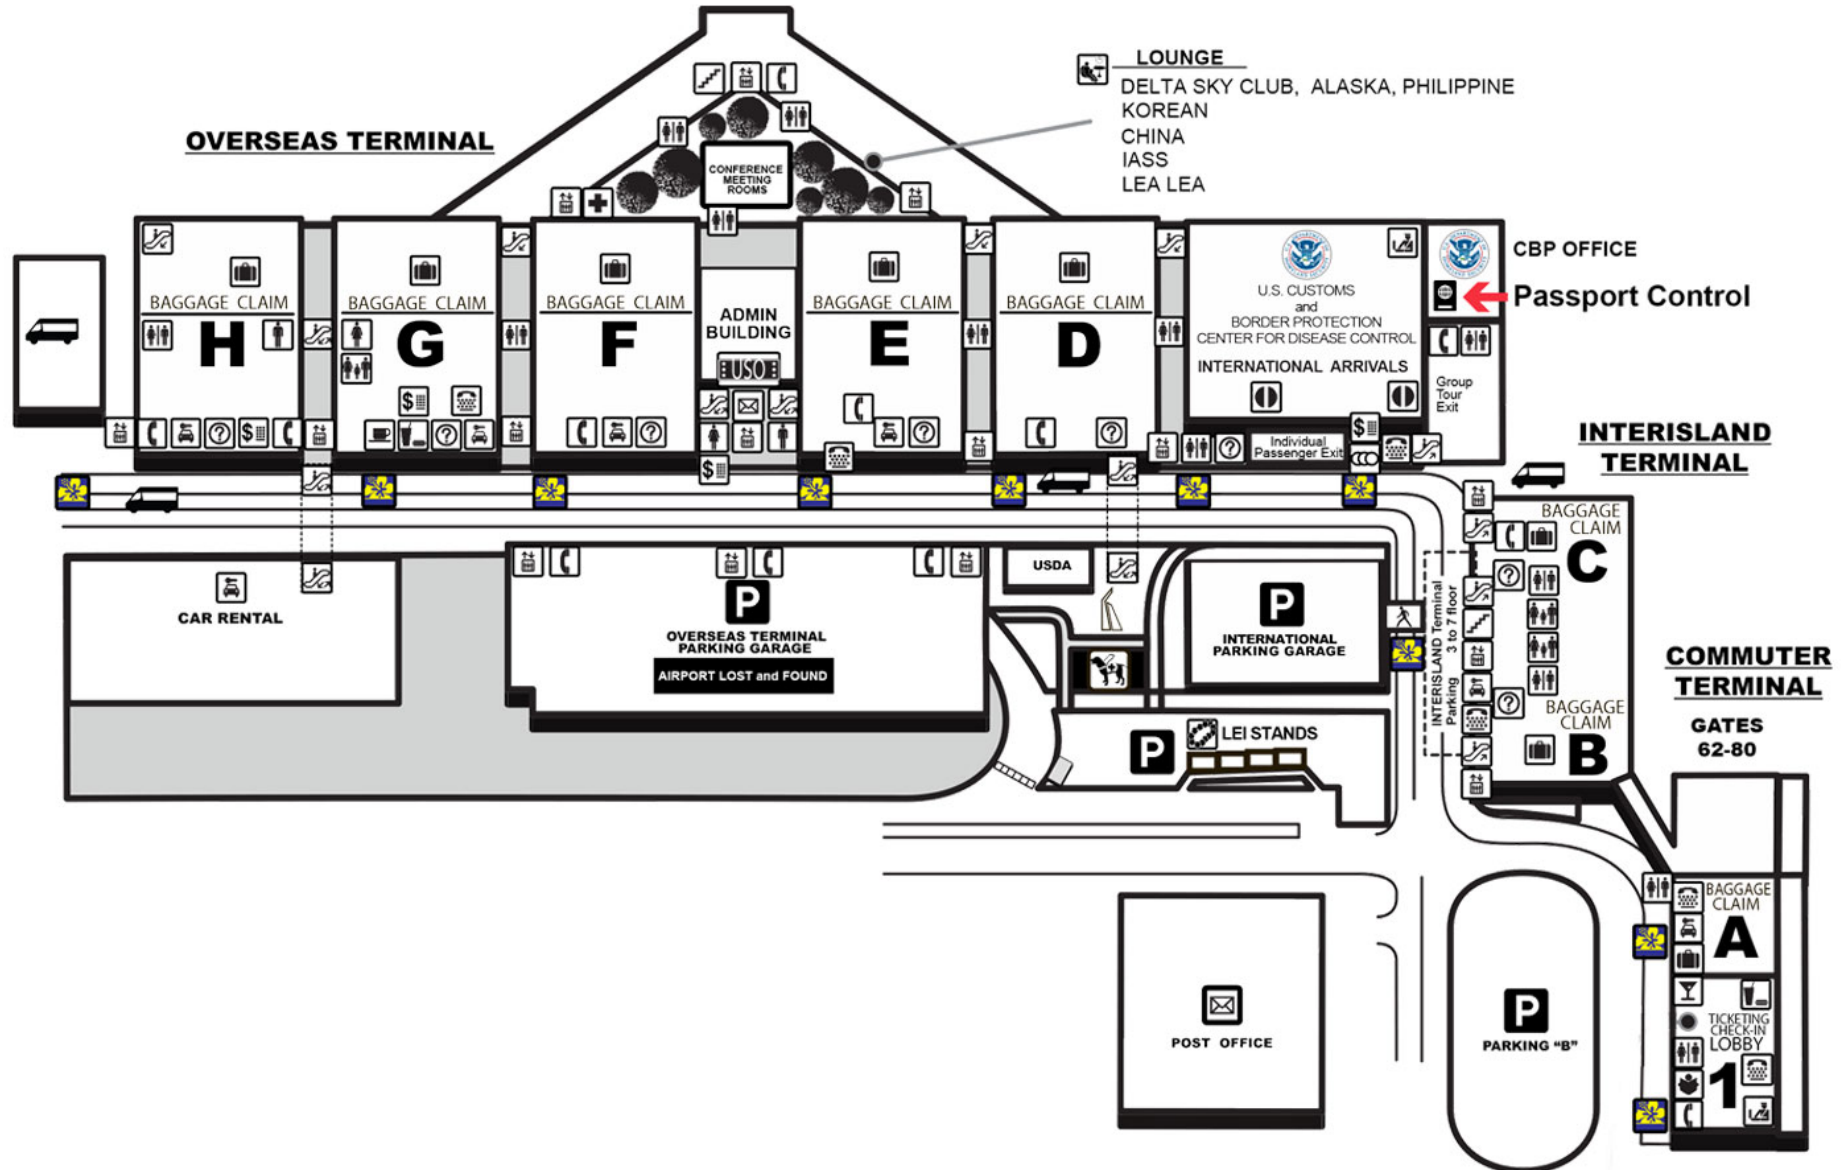 LOUNGE
DELTA SKY CLUB, ALASKA, PHILIPPINE
KOREAN
CHINA
IASS
LEA LEA
OVERSEAS TERMINAL
CONFERENCE
MEETING
ROOMS
BAGGAGE CLAIM
H
BAGGAGE CLAIM
G
BAGGAGE CLAIM
F
ADMIN
BUILDING
USO
BAGGAGE CLAIM
E
BAGGAGE CLAIM
D
U.S. CUSTOMS
and
BORDER PROTECTION
CENTER FOR DISEASE CONTROL
INTERNATIONAL ARRIVALS
CBP OFFICE
Passport Control
Group
Tour
Exit
Individual
Passenger Exit
$
$
$
$
?
?
?
?
?
?
INTERISLAND
TERMINAL
BAGGAGE
CLAIM
C
?
?
BAGGAGE
CLAIM
B
INTERISLAND Terminal
Parking 3 to 7 floor
CAR RENTAL
P
OVERSEAS TERMINAL
PARKING GARAGE
AIRPORT LOST and FOUND
USDA
P
INTERNATIONAL
PARKING GARAGE
P
LEI STANDS
COMMUTER
TERMINAL
GATES
62-80
BAGGAGE
CLAIM
A
TICKETING
CHECK-IN
LOBBY
1
POST OFFICE
P
PARKING “B”